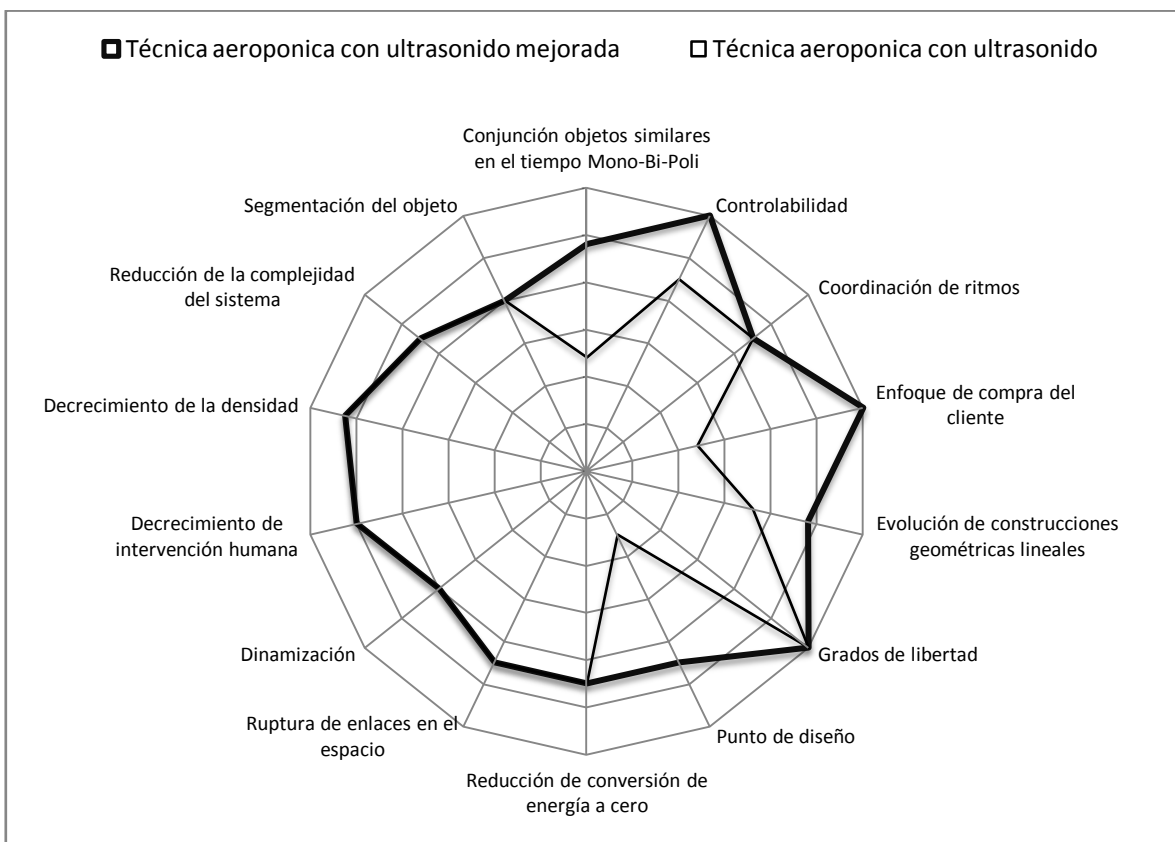 Técnica aeroponica con ultrasonido mejorada
Técnica aeroponica con ultrasonido
Conjunción objetos similares
en el tiempo Mono-Bi-Poli
Controlabilidad
Coordinación de ritmos
Enfoque de compra del
cliente
Evolución de construcciones
geométricas lineales
Grados de libertad
Punto de diseño
Reducción de conversión de
energía a cero
Ruptura de enlaces en el
espacio
Dinamización
Decrecimiento de
intervención humana
Decrecimiento de la densidad
Reducción de la complejidad
del sistema
Segmentación del objeto